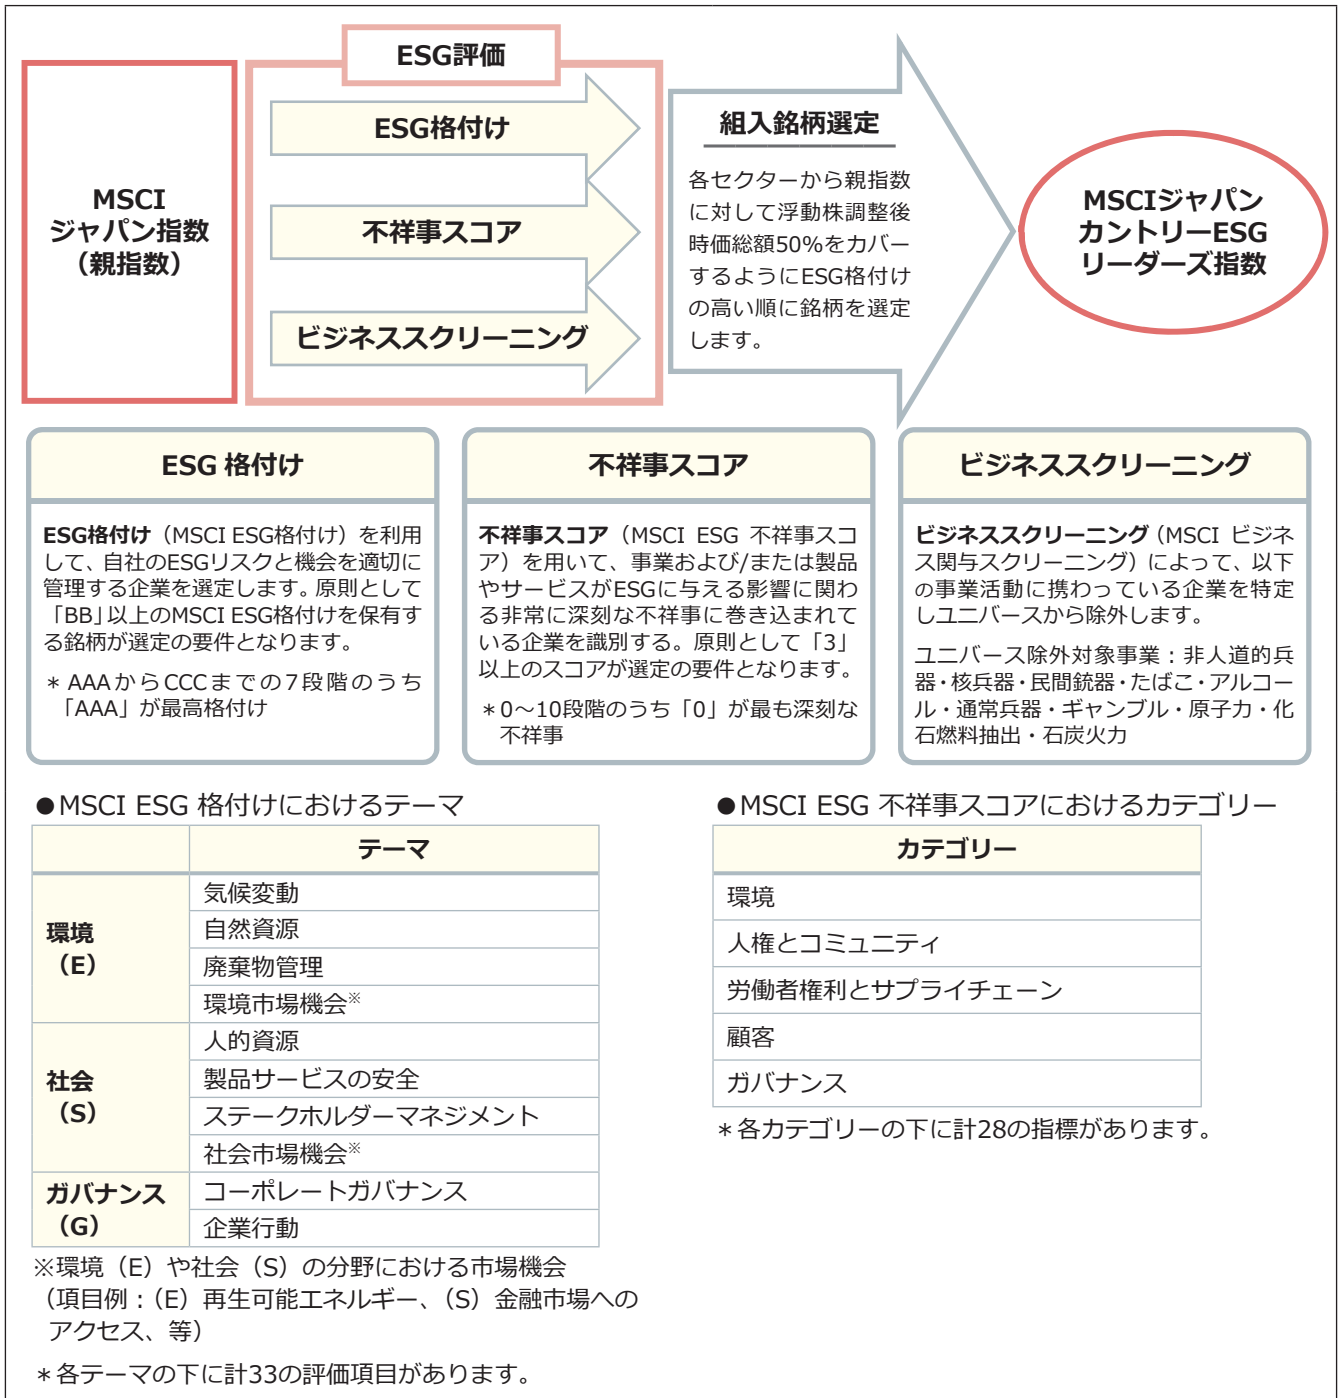 ESG評価
MSCI
ジャパン指数
（親指数）
ESG格付け
不祥事スコア
ビジネススクリーニング
組入銘柄選定
各セクターから親指数
に対して浮動株調整後
時価総額50%をカバー
するようにESG格付け
の高い順に銘柄を選定
します。
MSCIジャパン
カントリーESG
リーダーズ指数
ESG 格付け
ESG格付け（MSCI ESG格付け）を利用
して、自社のESGリスクと機会を適切に
管理する企業を選定します。原則として
「BB」以上のMSCI ESG格付けを保有す
る銘柄が選定の要件となります。
＊AAAからCCCまでの7段階のうち
「AAA」が最高格付け
不祥事スコア
不祥事スコア（MSCI ESG 不祥事スコ
ア）を用いて、事業および/または製品
やサービスがESGに与える影響に関わ
る非常に深刻な不祥事に巻き込まれて
いる企業を識別する。原則として「3」
以上のスコアが選定の要件となります。
＊0～10段階のうち「0」が最も深刻な
不祥事
ビジネススクリーニング
ビジネススクリーニング（MSCI ビジネ
ス関与スクリーニング）によって、以下
の事業活動に携わっている企業を特定
しユニバースから除外します。
ユニバース除外対象事業：非人道的兵
器・核兵器・民間銃器・たばこ・アルコー
ル・通常兵器・ギャンブル・原子力・化
石燃料抽出・石炭火力
●MSCI ESG 格付けにおけるテーマ
テーマ
環境
（E）
気候変動
自然資源
廃棄物管理
環境市場機会※
社会
（S）
人的資源
製品サービスの安全
ステークホルダーマネジメント
社会市場機会※
ガバナンス
（G）
コーポレートガバナンス
企業行動
※環境（E）や社会（S）の分野における市場機会
（項目例：（E）再生可能エネルギー、（S）金融市場への
アクセス、等）
＊各テーマの下に計33の評価項目があります。
●MSCI ESG 不祥事スコアにおけるカテゴリー
カテゴリー
環境
人権とコミュニティ
労働者権利とサプライチェーン
顧客
ガバナンス
＊各カテゴリーの下に計28の指標があります。